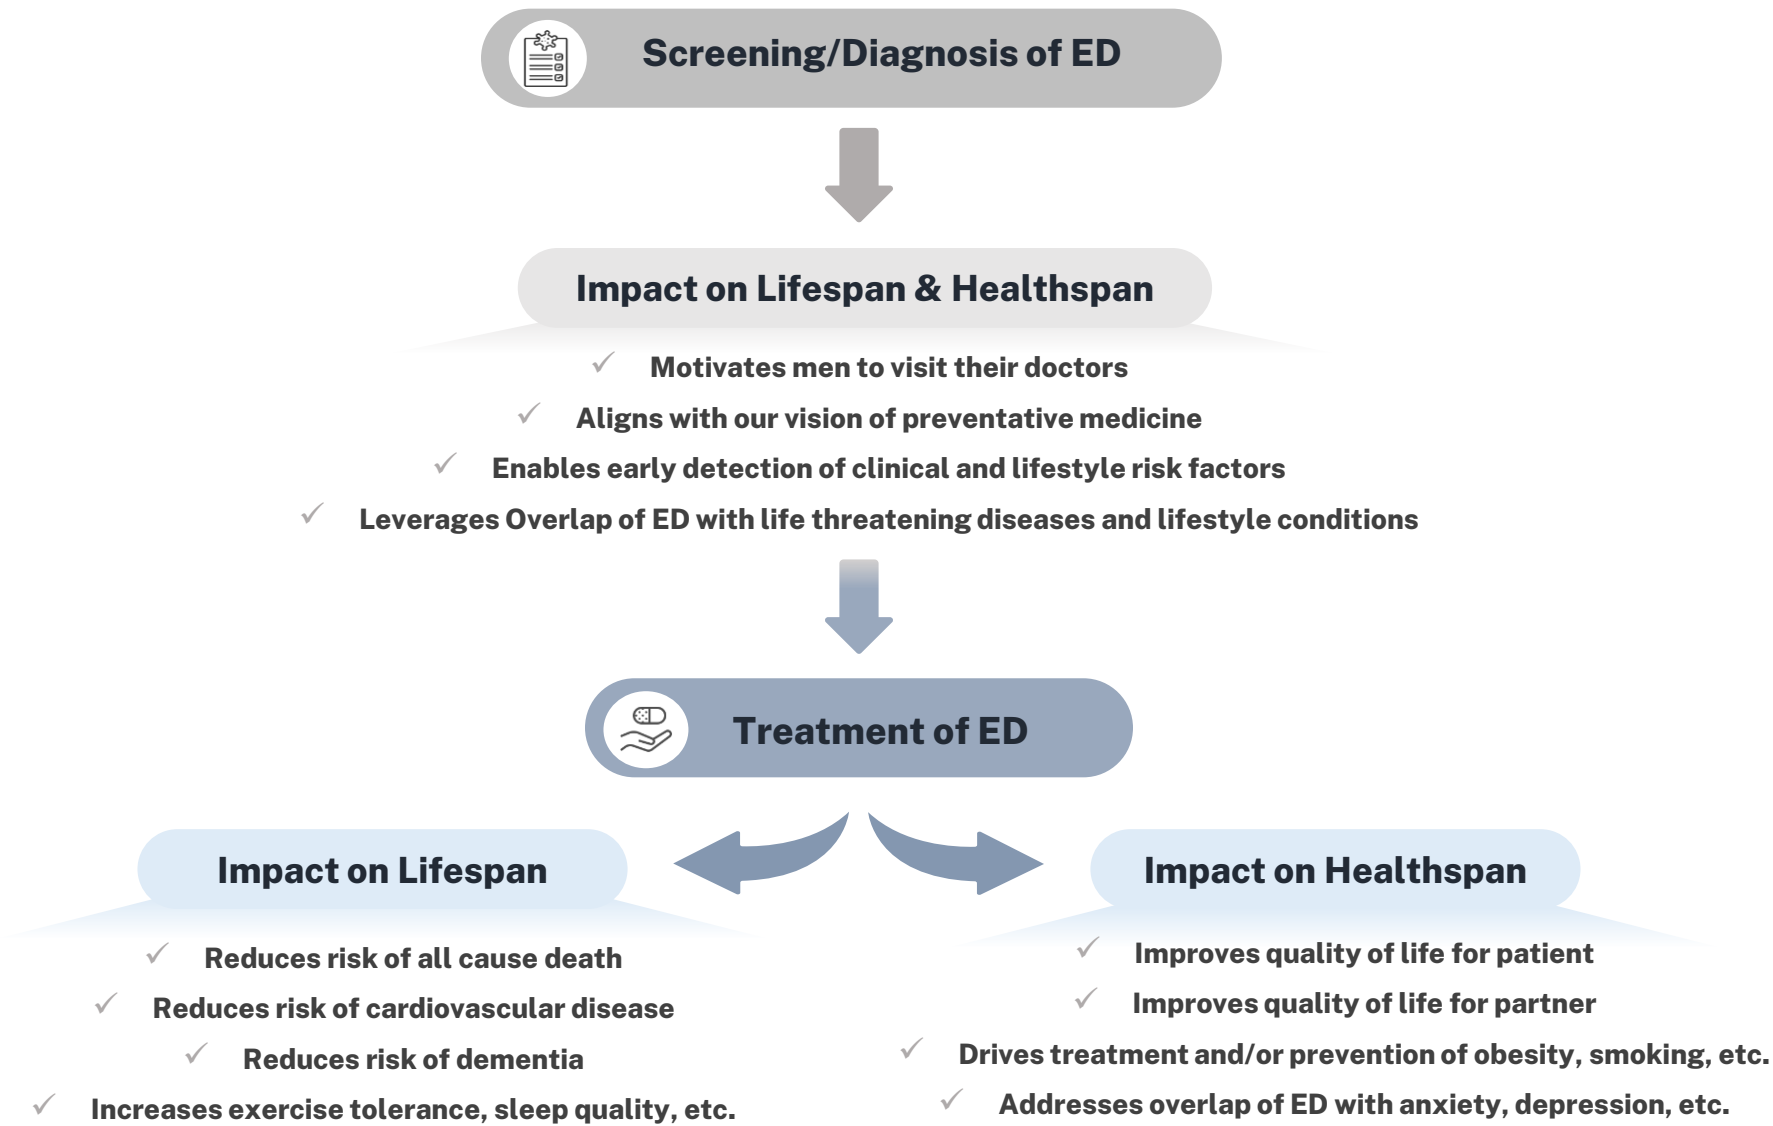 Screening/Diagnosis of ED
Impact on Lifespan & Healthspan
Motivates men to visit their doctors
Aligns with our vision of preventative medicine
Enables early detection of clinical and lifestyle risk factors
Leverages Overlap of ED with life threatening diseases and lifestyle conditions
Treatment of ED
Impact on Lifespan
Reduces risk of all cause death
Reduces risk of cardiovascular disease
Reduces risk of dementia
Increases exercise tolerance, sleep quality, etc.
Impact on Healthspan
Improves quality of life for patient
Improves quality of life for partner
Drives treatment and/or prevention of obesity, smoking, etc.
Addresses overlap of ED with anxiety, depression, etc.